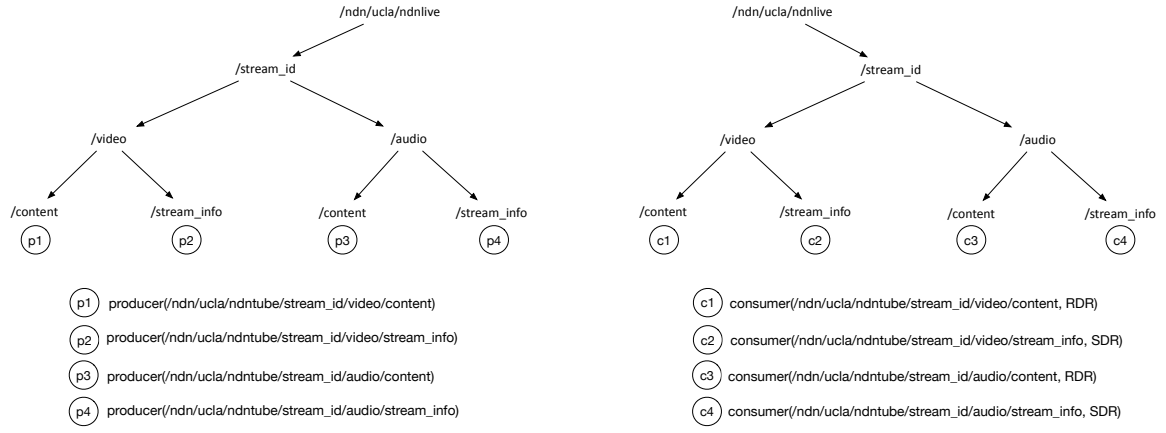 /ndn/ucla/ndnlive
/stream_id
/video
/audio
/content
/stream_info
/content
/stream_info
p1
p2
p3
p4
p1 producer(/ndn/ucla/ndntube/stream_id/video/content)
p2 producer(/ndn/ucla/ndntube/stream_id/video/stream_info)
p3 producer(/ndn/ucla/ndntube/stream_id/audio/content)
p4 producer(/ndn/ucla/ndntube/stream_id/audio/stream_info)
/ndn/ucla/ndnlive
/stream_id
/video
/audio
/content
/stream_info
/content
/stream_info
c1
c2
c3
c4
c1 consumer(/ndn/ucla/ndntube/stream_id/video/content, RDR)
c2 consumer(/ndn/ucla/ndntube/stream_id/video/stream_info, SDR)
c3 consumer(/ndn/ucla/ndntube/stream_id/audio/content, RDR)
c4 consumer(/ndn/ucla/ndntube/stream_id/audio/stream_info, SDR)